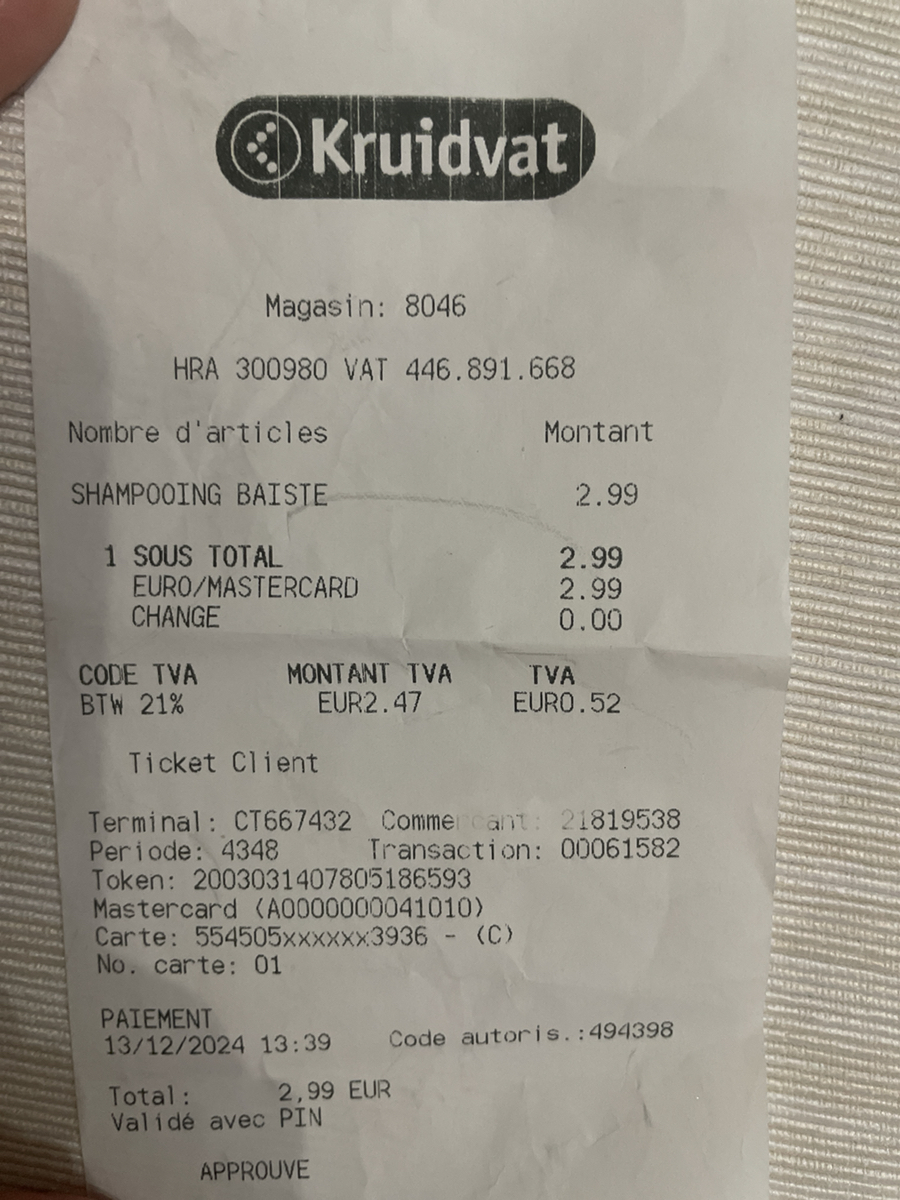 Kruidvat
Magasin: 8046
HRA 300980 VAT 446.891.668
Nombre d'articles Montant
SHAMPOOING BAISTE 2.99
1 SOUS TOTAL 2.99
EURO/MASTERCARD 2.99
CHANGE 0.00
CODE TVA MONTANT TVA TVA
BTW 21% EUR2.47 EUR0.52
Ticket Client
Terminal: CT667432 Commercant: 21819538
Periode: 4348 Transaction: 00061582
Token: 2003031407805186593
Mastercard (A0000000041010)
Carte: 554505xxxxxx3936 - (C)
No. carte: 01
PAIEMENT
13/12/2024 13:39 Code autoris.:494398
Total: 2,99 EUR
Validé avec PIN
APPROUVE